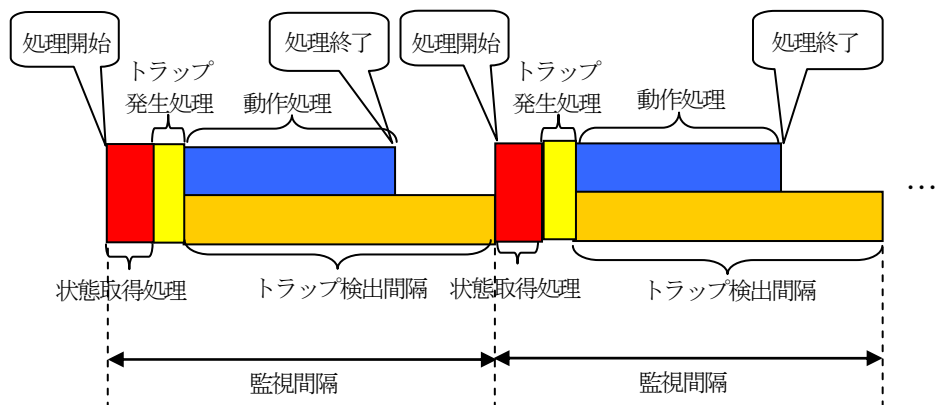 処理開始
処理終了
処理開始
処理終了
トラップ
発生処理
動作処理
トラップ
発生処理
動作処理
…
状態取得処理
トラップ検出間隔
状態取得処理
トラップ検出間隔
監視間隔
監視間隔